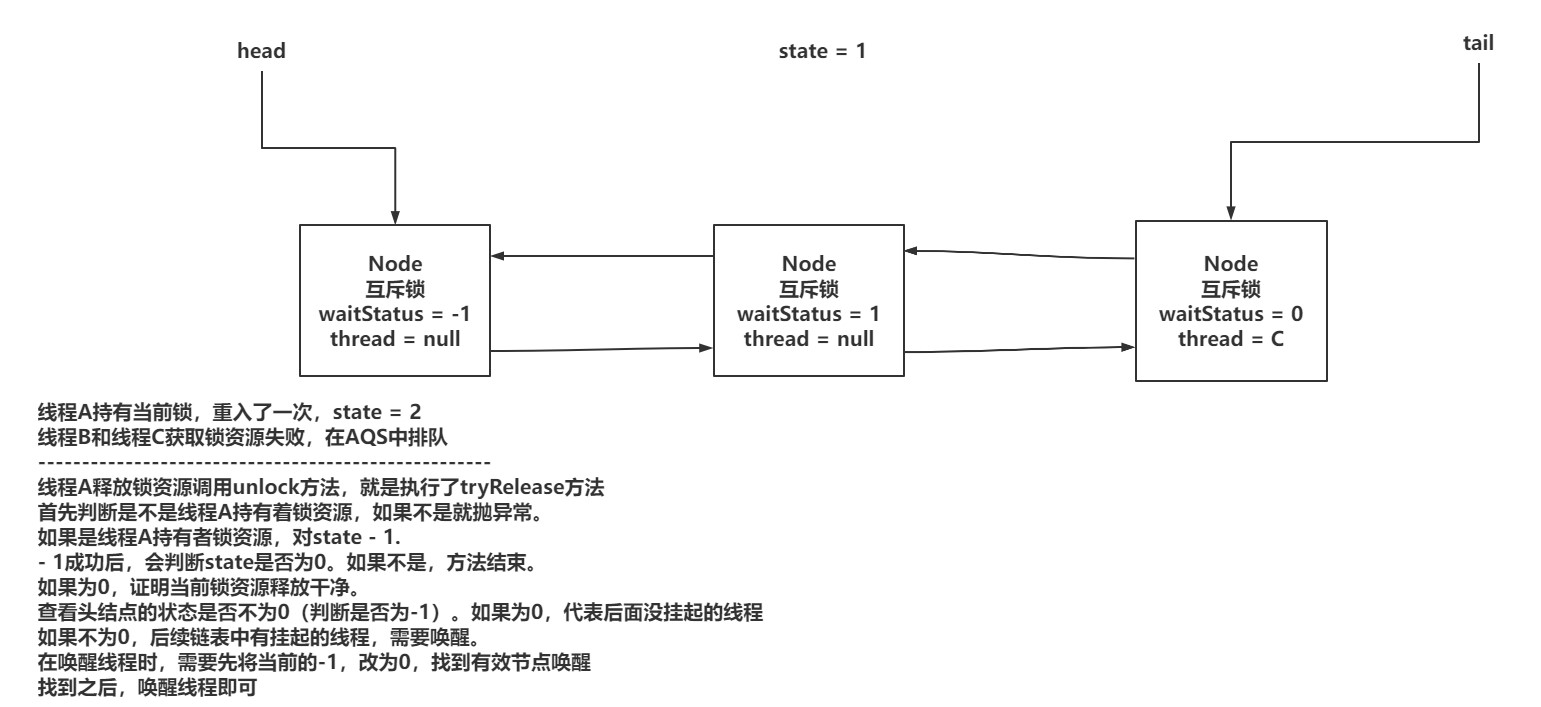 head
state = 1
tail
Node
互斥锁
waitStatus = -1
thread = null
Node
互斥锁
waitStatus = 1
thread = null
Node
互斥锁
waitStatus = 0
thread = C
线程A持有当前锁，重入了一次，state = 2
线程B和线程C获取锁资源失败，在AQS中排队
----------------------------------------------------
线程A释放锁资源调用unlock方法，就是执行了tryRelease方法
首先判断是不是线程A持有着锁资源，如果不是就抛异常。
如果是线程A持有者锁资源，对state - 1.
- 1成功后，会判断state是否为0。如果不是，方法结束。
如果为0，证明当前锁资源释放干净。
查看头结点的状态是否不为0（判断是否为-1）。如果为0，代表后面没挂起的线程
如果不为0，后续链表中有挂起的线程，需要唤醒。
在唤醒线程时，需要先将当前的-1，改为0，找到有效节点唤醒
找到之后，唤醒线程即可